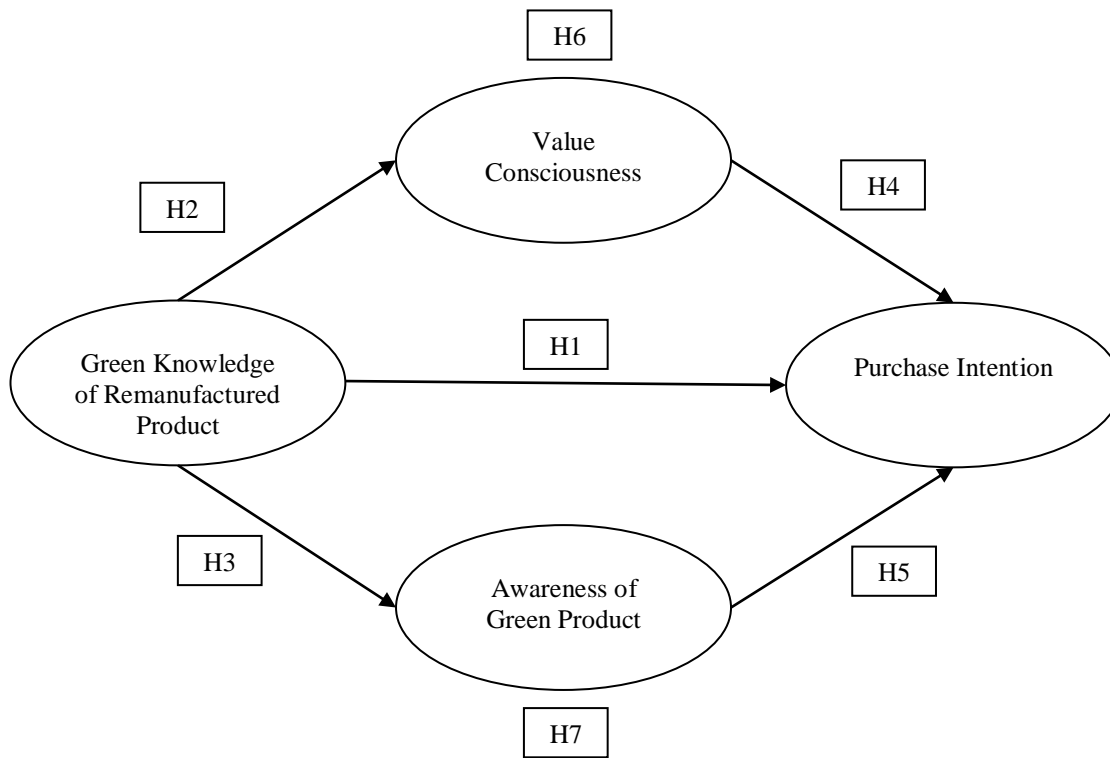 H6
Value
Consciousness
H2
H4
Green Knowledge
of Remanufactured
Product
H1
Purchase Intention
H3
Awareness of
Green Product
H5
H7